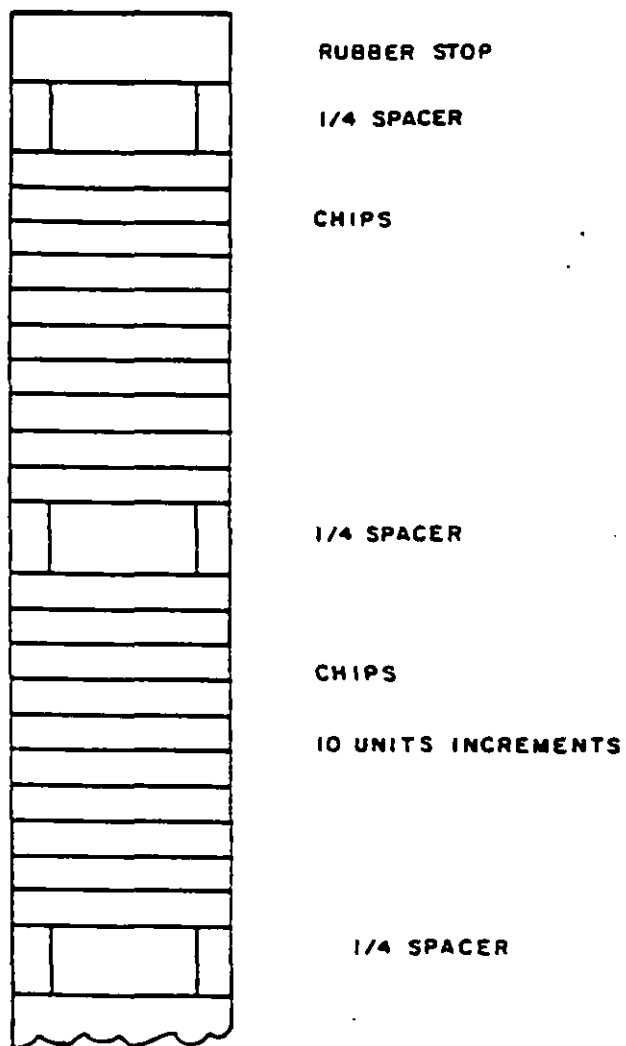 RUBBER STOP
1/4 SPACER
CHIPS
1/4 SPACER
CHIPS
10 UNITS INCREMENTS
1/4 SPACER